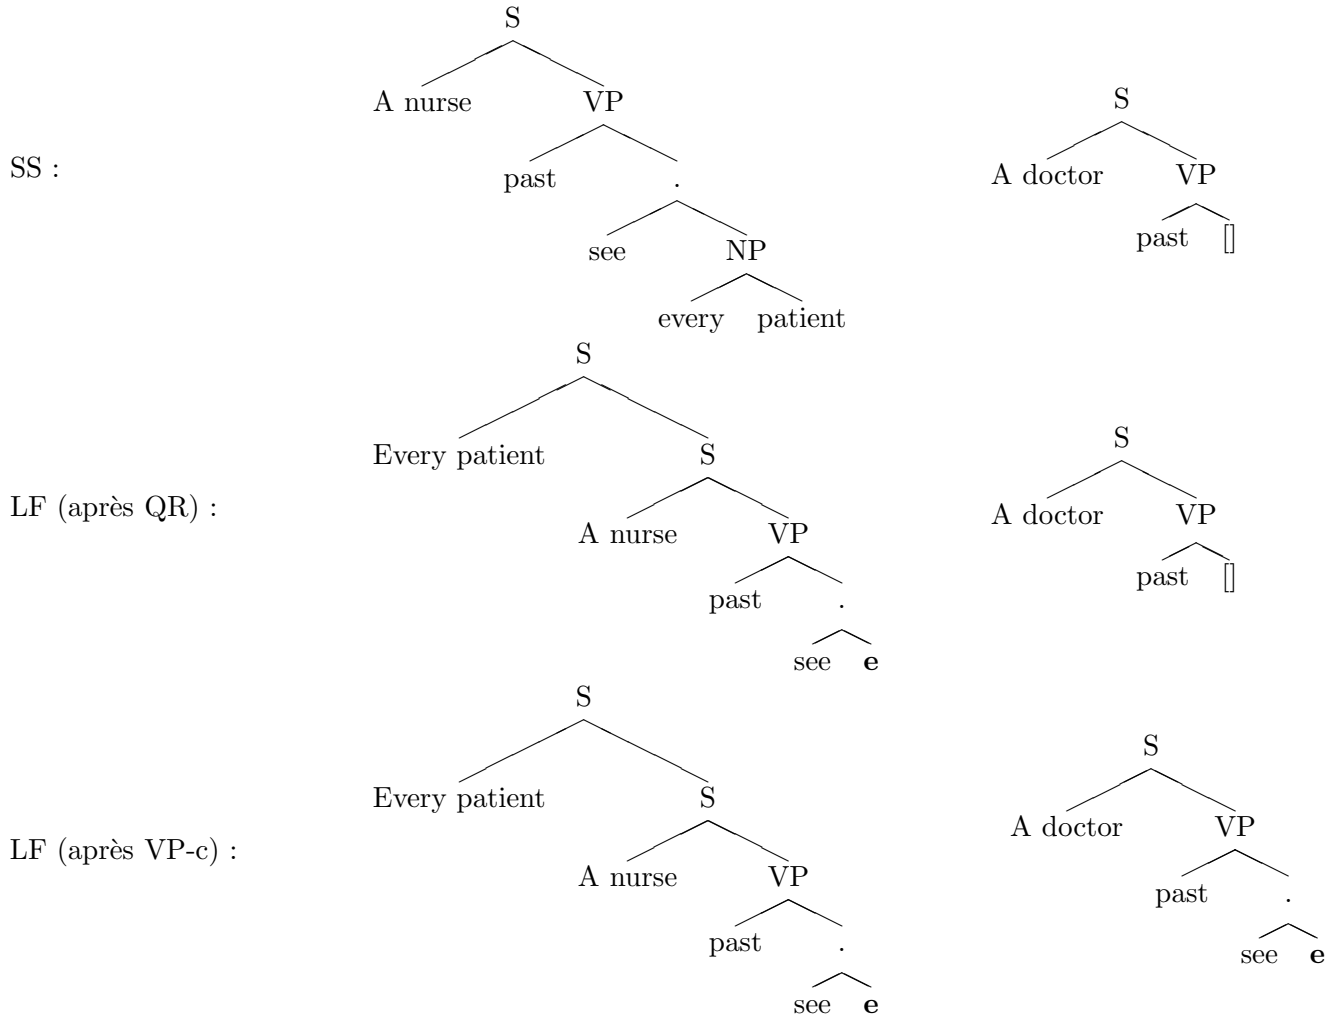 S
A nurse VP
S
SS :
past .
A doctor VP
see NP
past []
every patient
S
Every patient S
S
LF (après QR) :
A nurse VP
A doctor VP
past .
past []
see e
S
S
Every patient S
A doctor VP
LF (après VP-c) :
A nurse VP
past .
past .
see e
see e